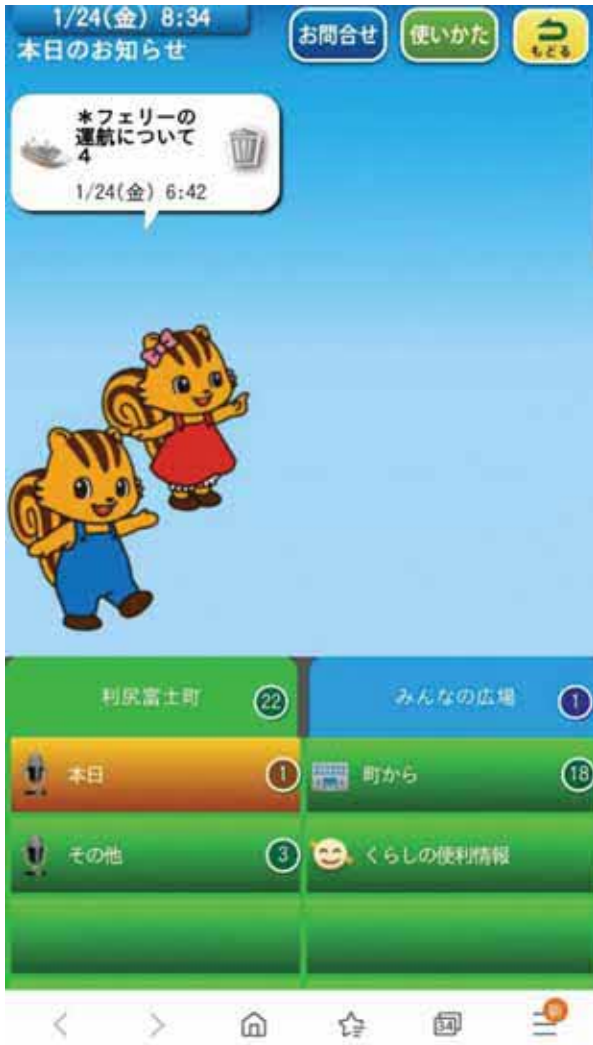 1/24(金) 8:34
お問合せ
使いかた
もどる
本日のお知らせ
*フェリーの
運航について
4
1/24(金) 6:42
利尻富士町
22
みんなの広場
1
本日
1
町から
18
その他
3
くらしの便利情報
34